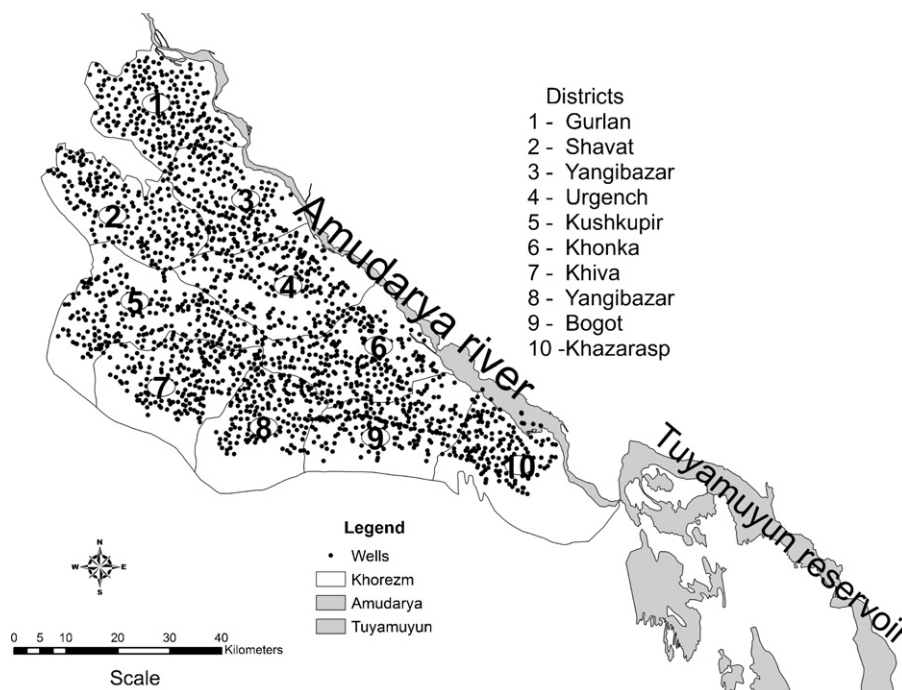 Districts
1 - Gurlan
2 - Shavat
3 - Yangibazar
4 - Urgench
5 - Kushkupir
6 - Khonka
7 - Khiva
8 - Yangibazar
9 - Bogot
10 -Khazarasp
1
2
3
4
5
6
7
8
9
10
Amudarya river
Tuyamuyun reservoir
Legend
Wells
Khorezm
Amudarya
Tuyamuyun
N
W E
S
0 5 10 20 30 40
Kilometers
Scale